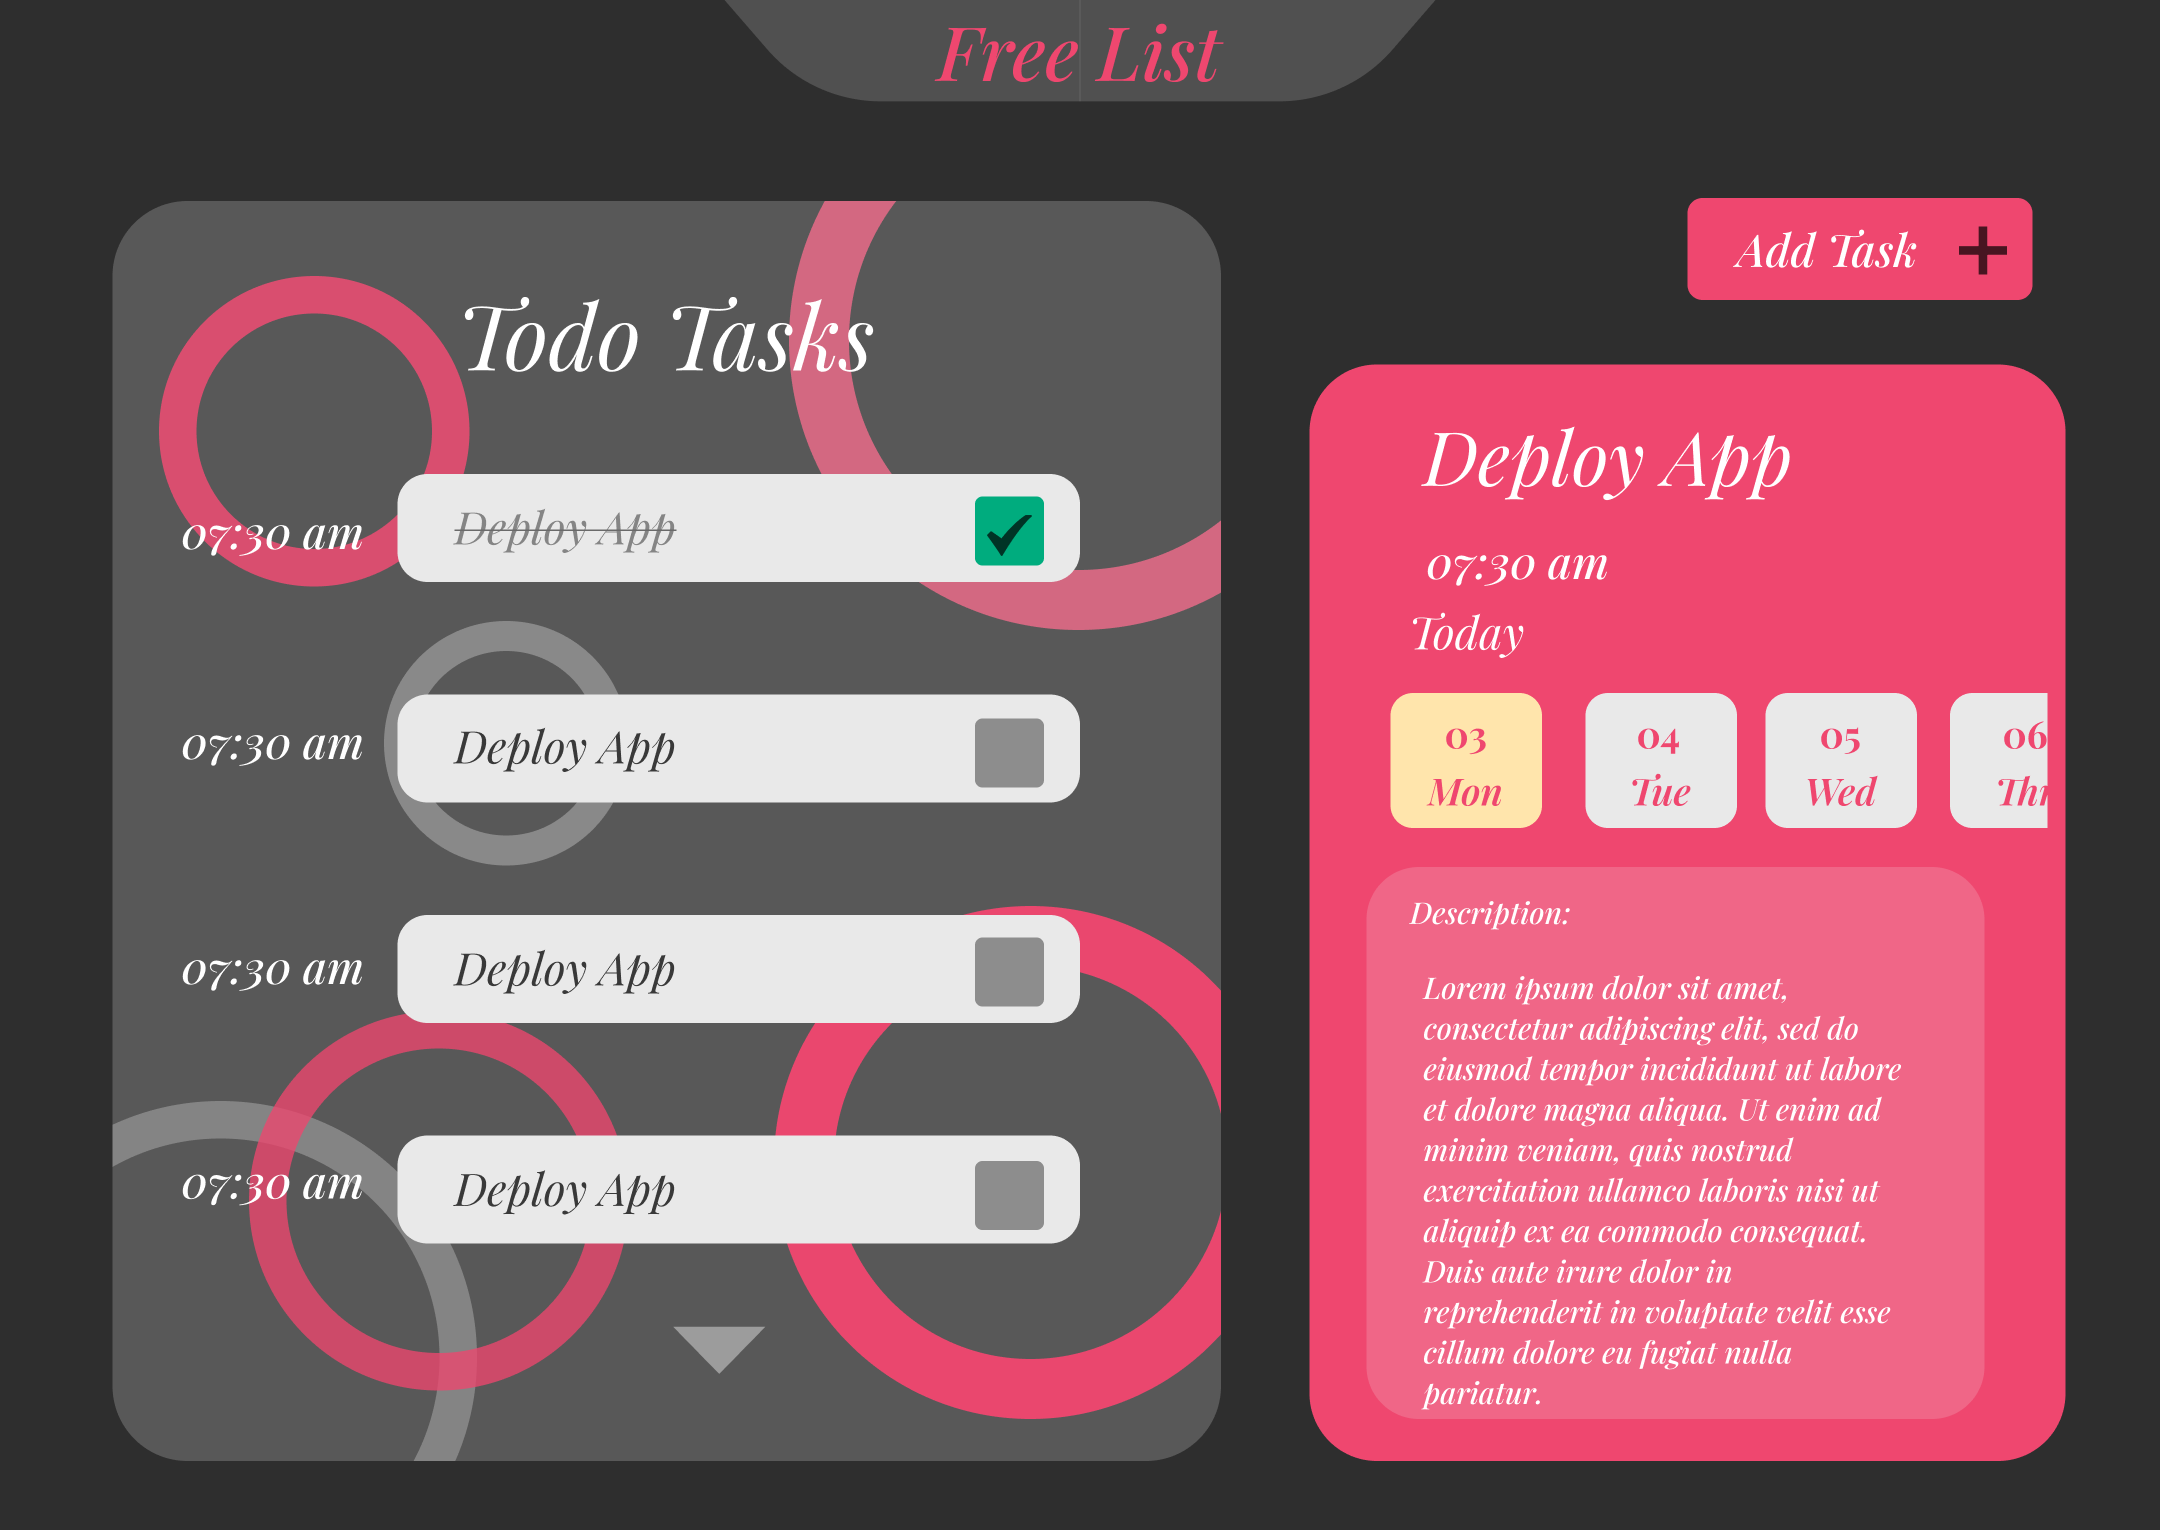 Free List
Todo Tasks
07:30 am
Deploy App
07:30 am
Deploy App
07:30 am
Deploy App
07:30 am
Deploy App
Add Task
Deploy App
07:30 am
Today
03 04 05 06
Mon Tue Wed
Description:
Lorem ipsum dolor sit amet,
consectetur adipiscing elit, sed do
eiusmod tempor incididunt ut labore
et dolore magna aliqua. Ut enim ad
minim veniam, quis nostrud
exercitation ullamco laboris nisi ut
aliquip ex ea commodo consequat.
Duis aute irure dolor in
reprehenderit in voluptate velit esse
cillum dolore eu fugiat nulla
pariatur.